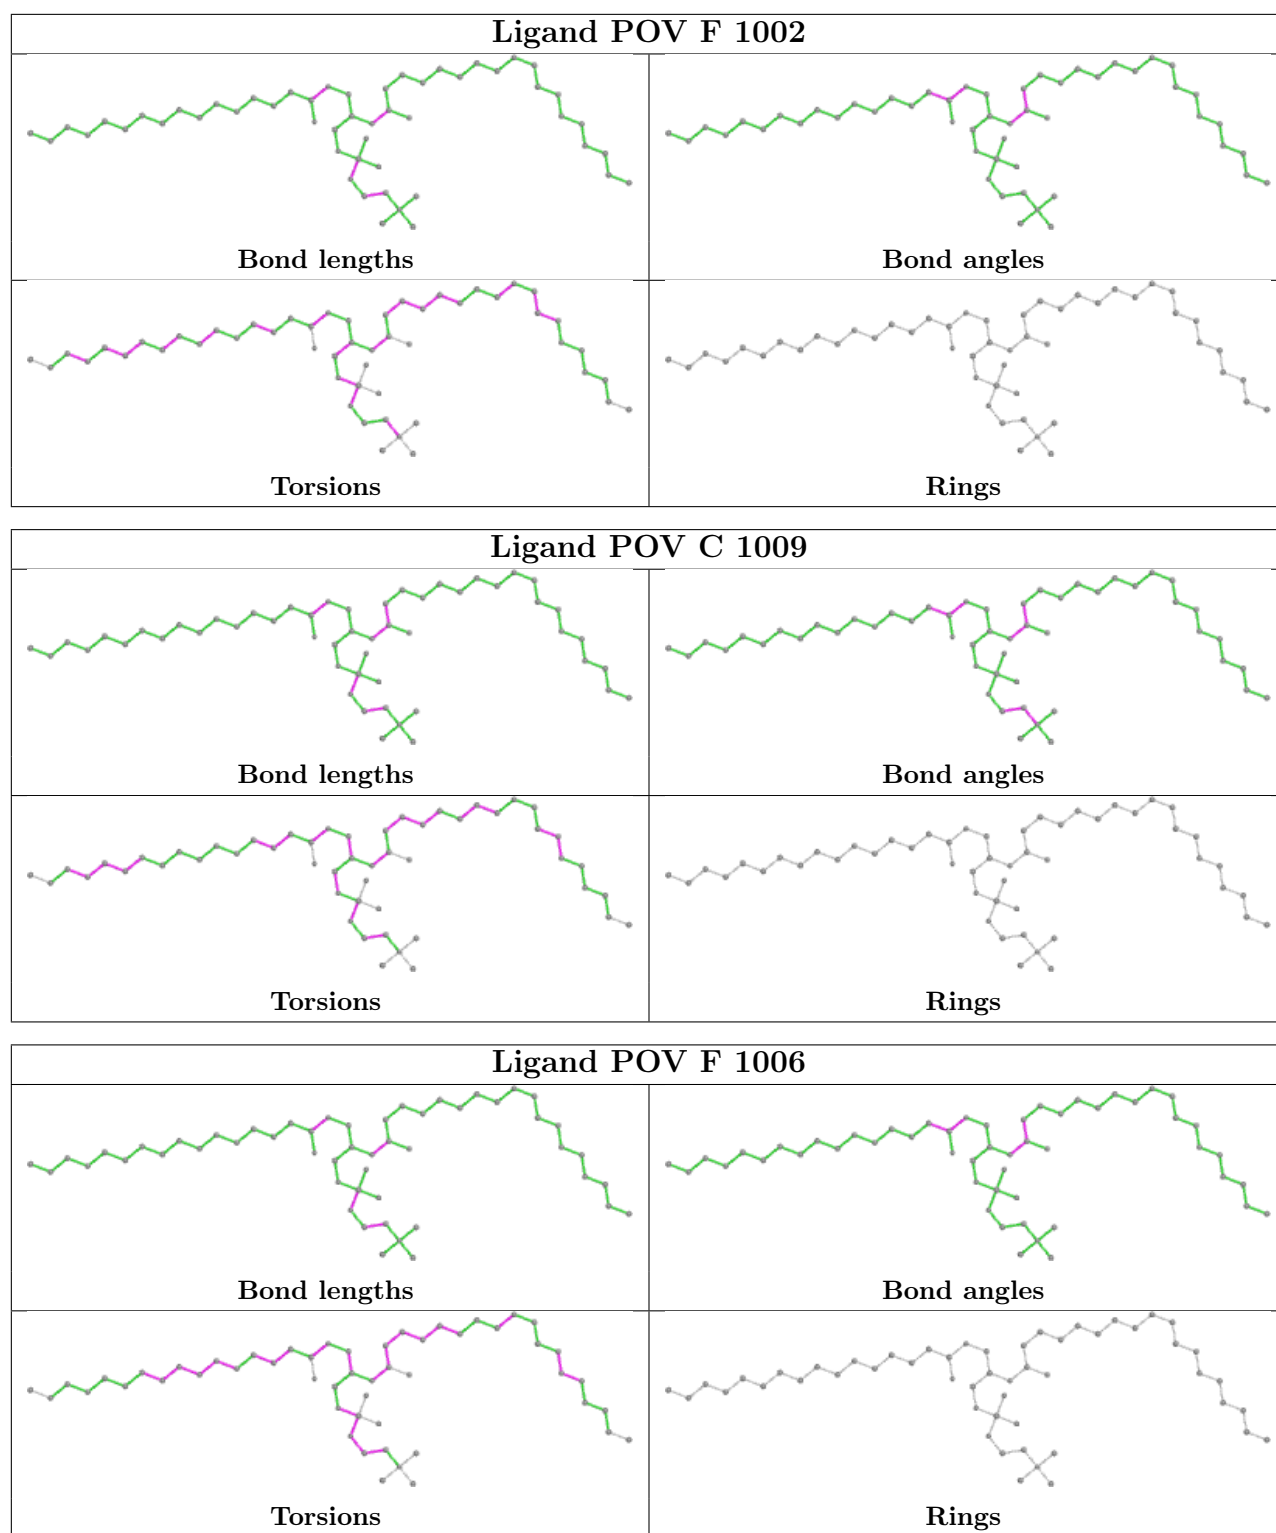 Ligand POV F 1002
Bond lengths
Bond angles
Torsions
Rings
Ligand POV C 1009
Bond lengths
Bond angles
Torsions
Rings
Ligand POV F 1006
Bond lengths
Bond angles
Torsions
Rings